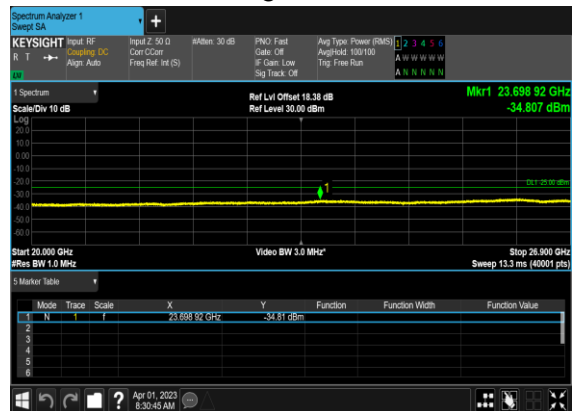 Spectrum Analyzer 1
Swept SA
+
KEYSIGHT Input: RF Input Z: 50 Ω #Atten: 30 dB PNO: Fast Avg Type: Power (RMS) 1 2 3 4 5 6
R T Coupling: DC Corr CCorr Gate: Off Avg|Hold: 100/100 A W W W W W
Align: Auto Freq Ref: Int (S) IF Gain: Low Trig: Free Run
LXI Sig Track: Off A N N N N N
1 Spectrum Ref Lvl Offset 18.38 dB Mkr1 23.698 92 GHz
Scale/Div 10 dB Ref Level 30.00 dBm -34.807 dBm
Log
20.0
10.0
0.00
-10.0
-20.0 1 DL1 -25.00 dBm
-30.0
-40.0
-50.0
-60.0
Start 20.000 GHz Video BW 3.0 MHz* Stop 26.900 GHz
#Res BW 1.0 MHz Sweep 13.3 ms (40001 pts)
5 Marker Table
Mode Trace Scale X Y Function Function Width Function Value
1 N 1 f 23.698 92 GHz -34.81 dBm
2
3
4
5
6
? Apr 01, 2023
8:30:45 AM